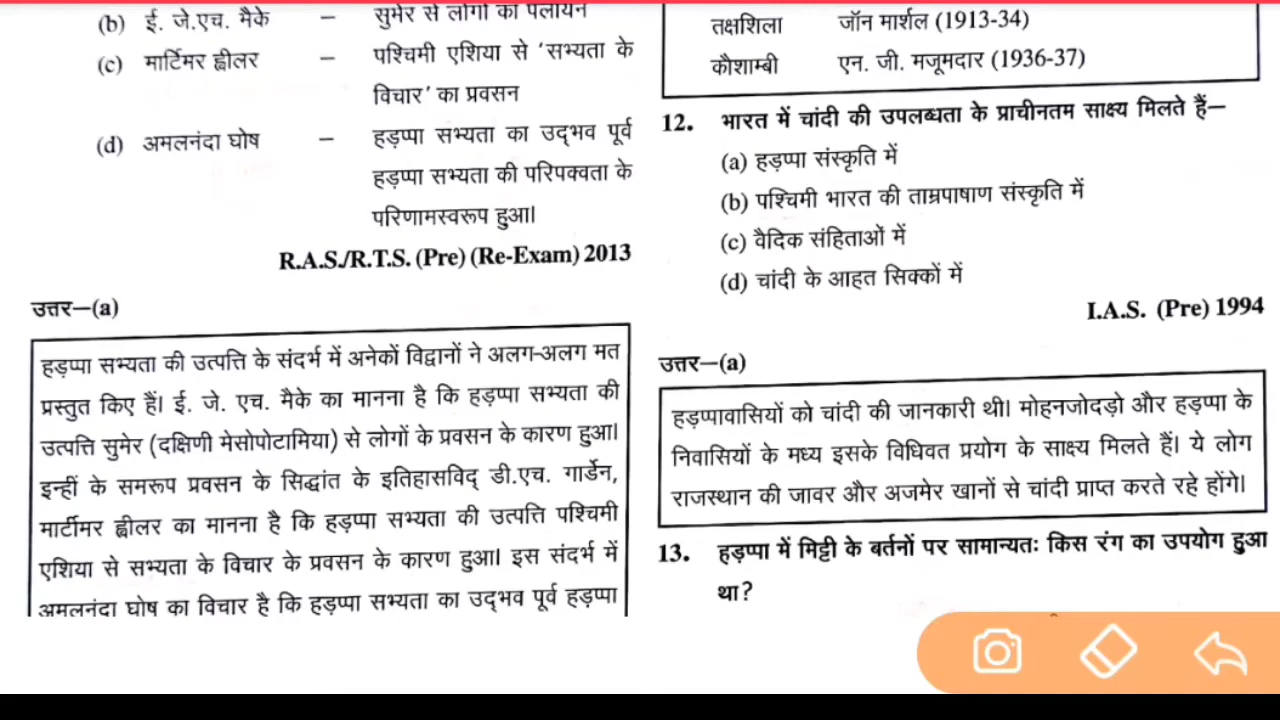 (b) ई. जे.एच. मैके – सुमेर से लोगों का पलायन
(c) मार्टिमर ह्वीलर – पश्चिमी एशिया से 'सभ्यता के
विचार' का प्रवसन
(d) अमलनंदा घोष – हड़प्पा सभ्यता का उद्भव पूर्व
हड़प्पा सभ्यता की परिपक्वता के
परिणामस्वरूप हुआ।
R.A.S./R.T.S. (Pre) (Re-Exam) 2013
उत्तर–(a)
हड़प्पा सभ्यता की उत्पत्ति के संदर्भ में अनेकों विद्वानों ने अलग-अलग मत
प्रस्तुत किए हैं। ई. जे. एच. मैके का मानना है कि हड़प्पा सभ्यता की
उत्पत्ति सुमेर (दक्षिणी मेसोपोटामिया) से लोगों के प्रवसन के कारण हुआ।
इन्हीं के समरूप प्रवसन के सिद्धांत के इतिहासविद् डी.एच. गार्डेन,
मार्टीमर ह्वीलर का मानना है कि हड़प्पा सभ्यता की उत्पत्ति पश्चिमी
एशिया से सभ्यता के विचार के प्रवसन के कारण हुआ। इस संदर्भ में
अमलनंदा घोष का विचार है कि हड़प्पा सभ्यता का उद्भव पूर्व हड़प्पा
तक्षशिला जॉन मार्शल (1913-34)
कौशाम्बी एन. जी. मजूमदार (1936-37)
12. भारत में चांदी की उपलब्धता के प्राचीनतम साक्ष्य मिलते हैं–
(a) हड़प्पा संस्कृति में
(b) पश्चिमी भारत की ताम्रपाषाण संस्कृति में
(c) वैदिक संहिताओं में
(d) चांदी के आहत सिक्कों में
I.A.S. (Pre) 1994
उत्तर–(a)
हड़प्पावासियों को चांदी की जानकारी थी। मोहनजोदड़ो और हड़प्पा के
निवासियों के मध्य इसके विधिवत प्रयोग के साक्ष्य मिलते हैं। ये लोग
राजस्थान की जावर और अजमेर खानों से चांदी प्राप्त करते रहे होंगे।
13. हड़प्पा में मिट्टी के बर्तनों पर सामान्यतः किस रंग का उपयोग हुआ
था?